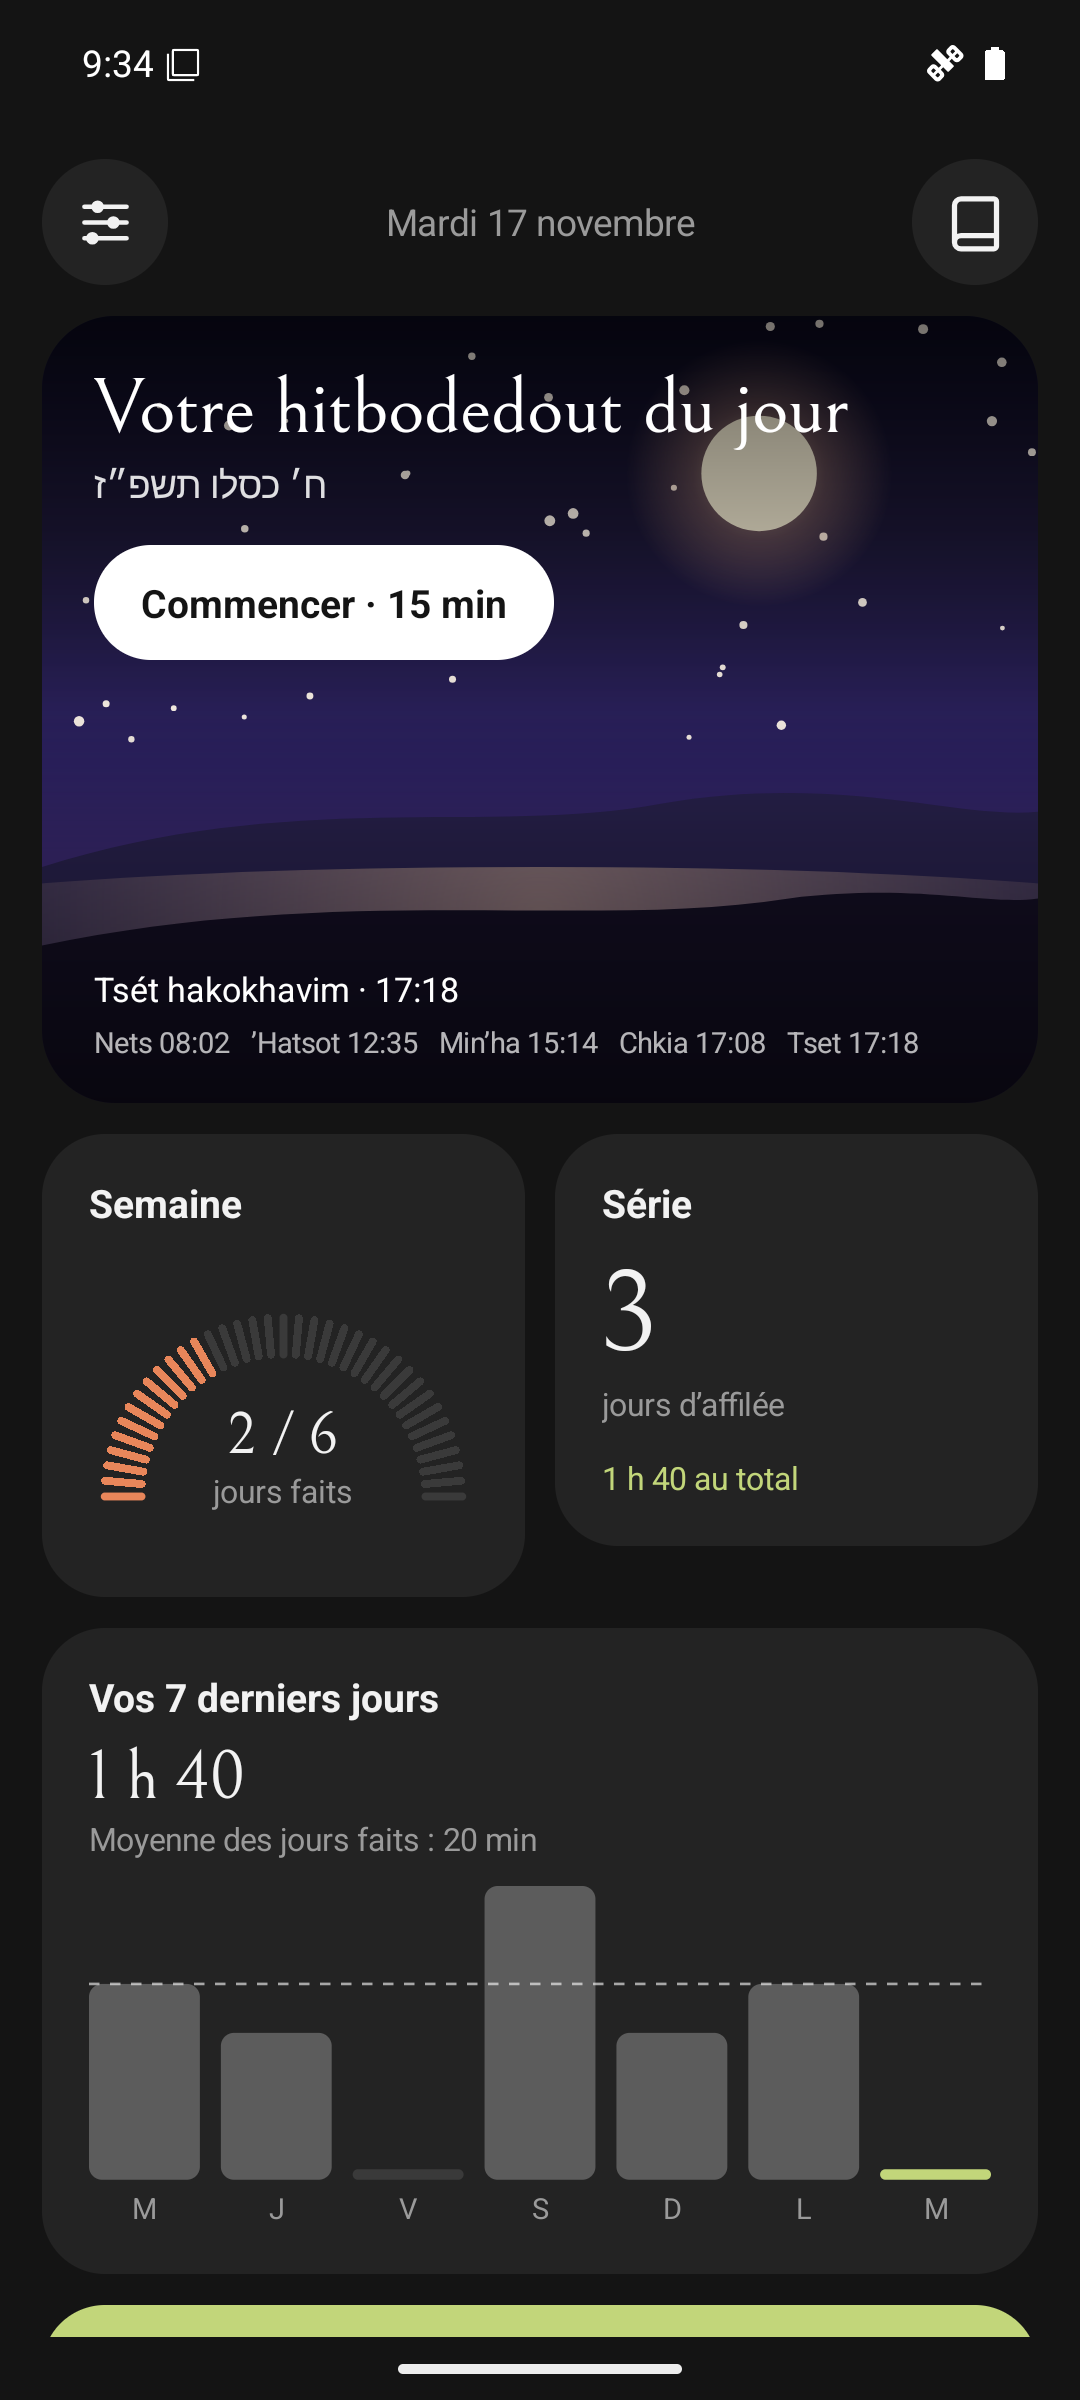 9:34
Mardi 17 novembre
Votre hitbodedout du jour
ח׳ כסלו תשפ״ז
Commencer · 15 min
Tsét hakokhavim · 17:18
Nets 08:02 ’Hatsot 12:35 Min’ha 15:14 Chkia 17:08 Tset 17:18
Semaine
2 / 6
jours faits
Série
3
jours d’affilée
1 h 40 au total
Vos 7 derniers jours
1 h 40
Moyenne des jours faits : 20 min
M J V S D L M